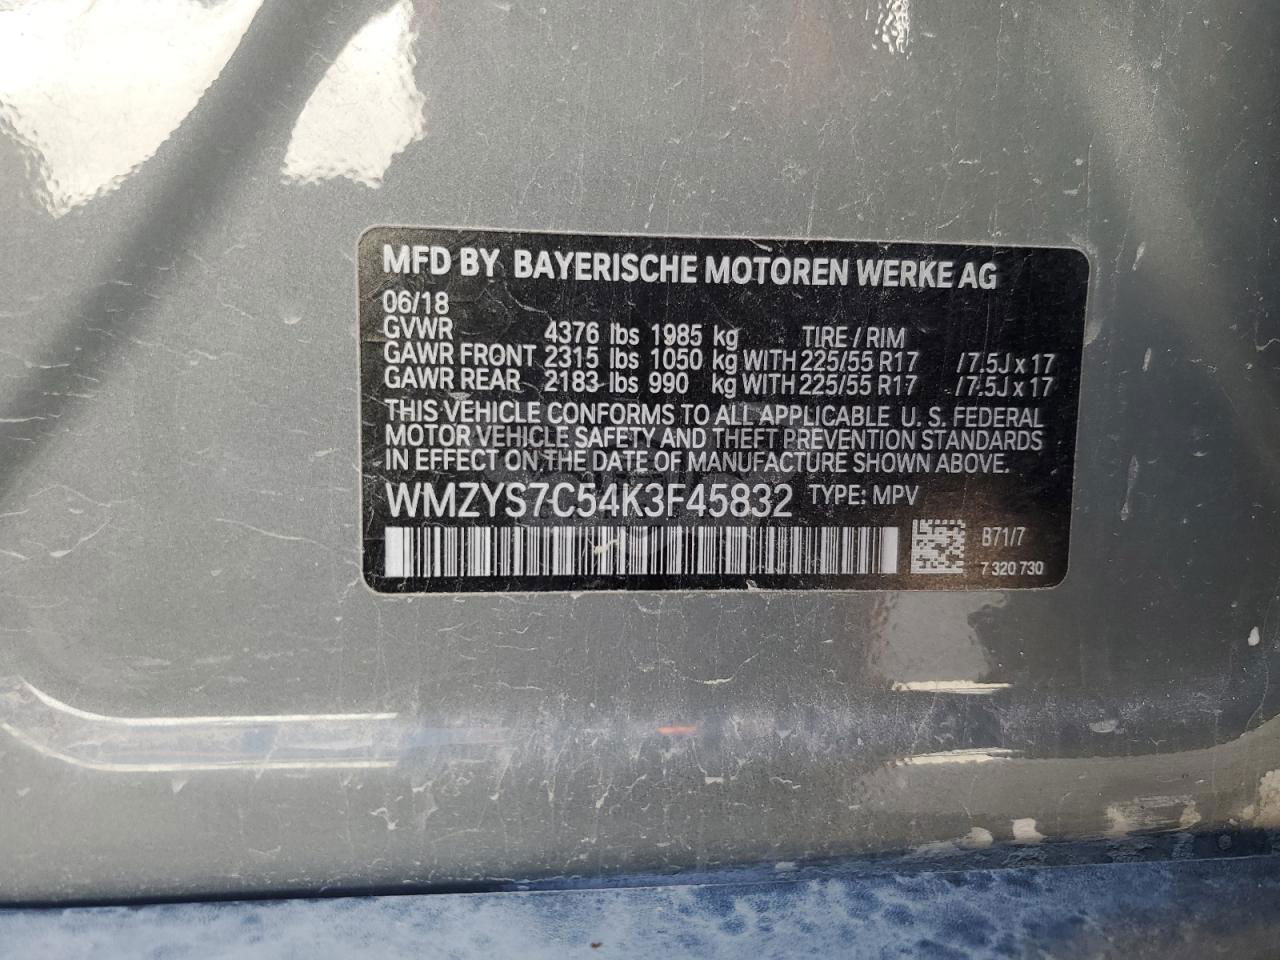 MFD BY BAYERISCHE MOTOREN WERKE AG
06/18
GVWR 4376 lbs 1985 kg TIRE / RIM
GAWR FRONT 2315 lbs 1050 kg WITH 225/55 R17 /7.5J x 17
GAWR REAR 2183 lbs 990 kg WITH 225/55 R17 /7.5J x 17
THIS VEHICLE CONFORMS TO ALL APPLICABLE U. S. FEDERAL
MOTOR VEHICLE SAFETY AND THEFT PREVENTION STANDARDS
IN EFFECT ON THE DATE OF MANUFACTURE SHOWN ABOVE.
WMZYS7C54K3F45832 TYPE: MPV
B71/7
7 320 730